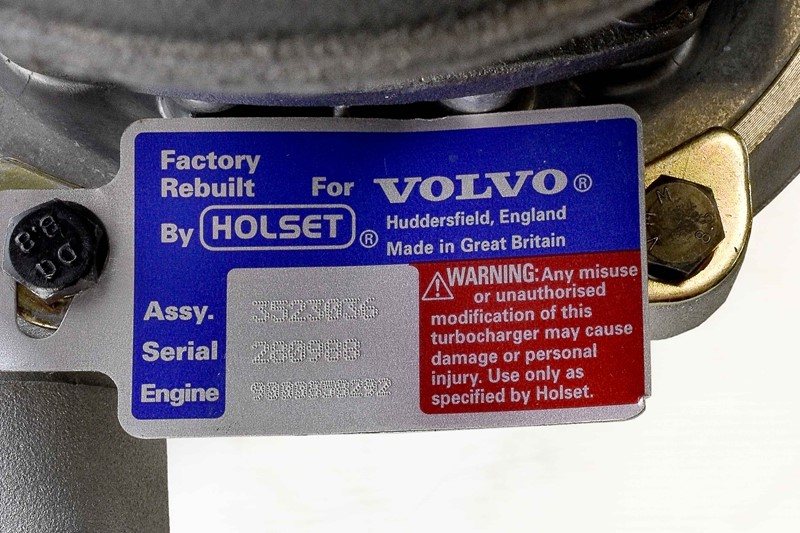 Factory
Rebuilt For VOLVO®
By HOLSET®
Huddersfield, England
Made in Great Britain
Assy. 3523036
Serial 280988
Engine
⚠WARNING: Any misuse
or unauthorised
modification of this
turbocharger may cause
damage or personal
injury. Use only as
specified by Holset.
8.8